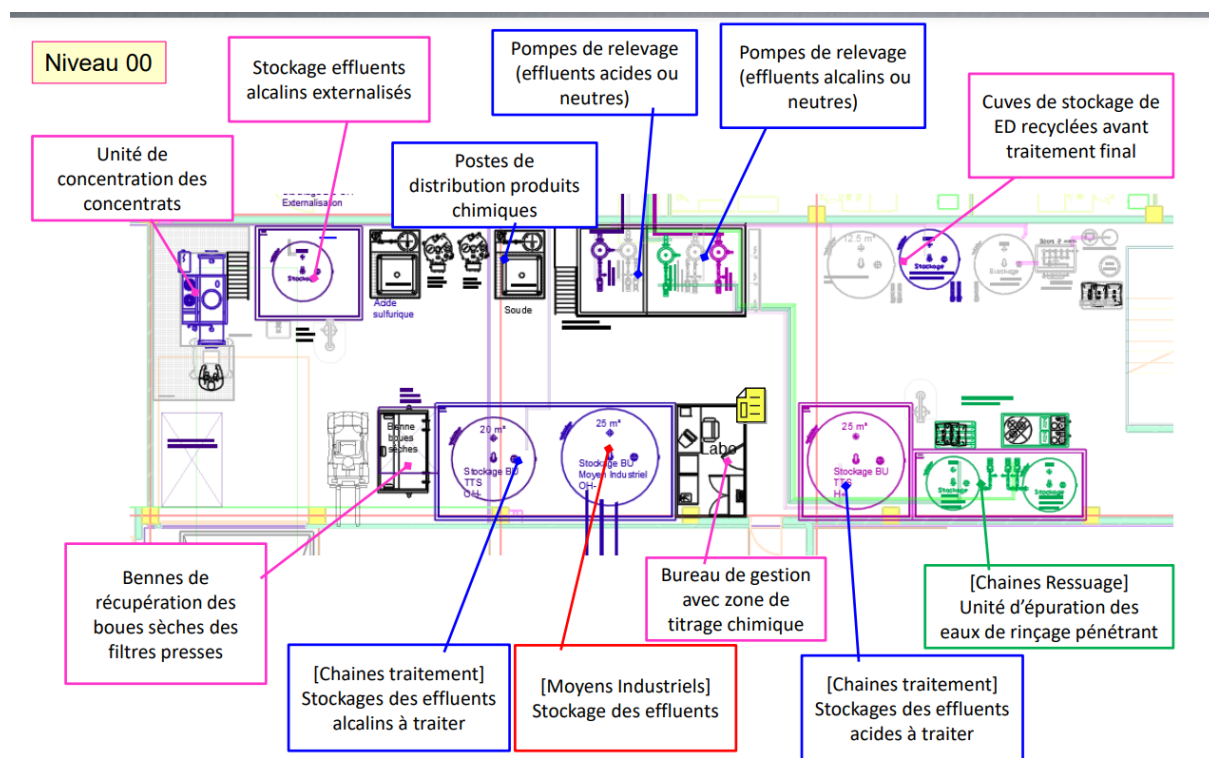 Niveau 00
Stockage effluents
alcalins externalisés
Pompes de relevage
(effluents acides ou
neutres)
Pompes de relevage
(effluents alcalins ou
neutres)
Cuves de stockage de
ED recyclées avant
traitement final
Unité de
concentration des
concentrats
Postes de
distribution produits
chimiques
Externalisation
Stockage
Acide
sulfurique
Soude
12.5 m³
Stockage
Stockage
Benne
boues
sèches
20 m³
Stockage BU
TTS
OH-
25 m³
Stockage BU
Moyen Industriel
OH-
Labo
25 m³
Stockage BU
TTS
H+
Stockage
Stockage
Bennes de
récupération des
boues sèches des
filtres presses
[Chaines traitement]
Stockages des effluents
alcalins à traiter
[Moyens Industriels]
Stockage des effluents
Bureau de gestion
avec zone de
titrage chimique
[Chaines traitement]
Stockages des effluents
acides à traiter
[Chaines Ressuage]
Unité d’épuration des
eaux de rinçage pénétrant